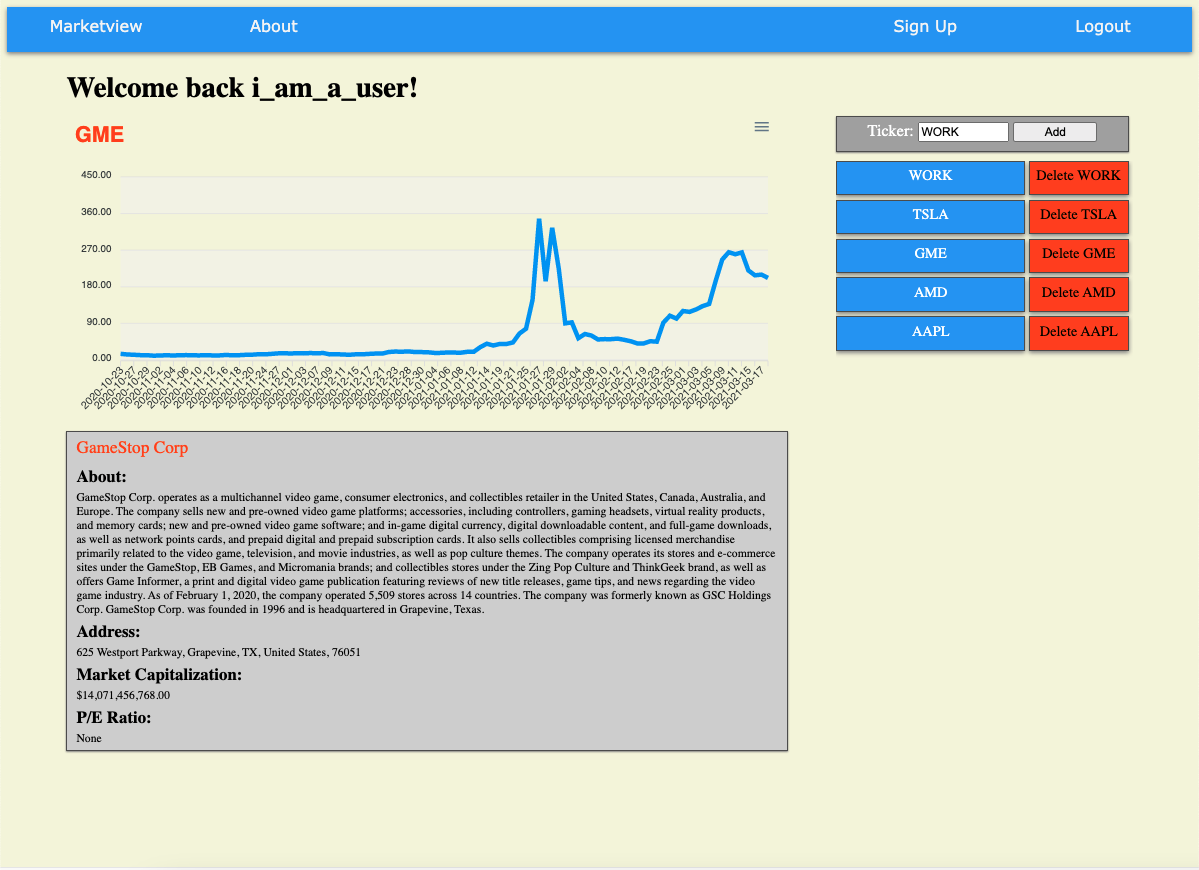 Marketview About Sign Up Logout
Welcome back i_am_a_user!
GME
450.00
360.00
270.00
180.00
90.00
0.00
2020-10-23
2020-10-27
2020-10-29
2020-11-02
2020-11-04
2020-11-06
2020-11-10
2020-11-12
2020-11-16
2020-11-18
2020-11-20
2020-11-24
2020-11-27
2020-12-01
2020-12-03
2020-12-07
2020-12-09
2020-12-11
2020-12-15
2020-12-17
2020-12-21
2020-12-23
2020-12-28
2020-12-30
2021-01-04
2021-01-06
2021-01-08
2021-01-12
2021-01-14
2021-01-19
2021-01-21
2021-01-25
2021-01-27
2021-01-29
2021-02-02
2021-02-04
2021-02-08
2021-02-10
2021-02-12
2021-02-17
2021-02-19
2021-02-23
2021-02-25
2021-03-01
2021-03-03
2021-03-05
2021-03-09
2021-03-11
2021-03-15
2021-03-17
Ticker: WORK Add
WORK Delete WORK
TSLA Delete TSLA
GME Delete GME
AMD Delete AMD
AAPL Delete AAPL
GameStop Corp
About:
GameStop Corp. operates as a multichannel video game, consumer electronics, and collectibles retailer in the United States, Canada, Australia, and
Europe. The company sells new and pre-owned video game platforms; accessories, including controllers, gaming headsets, virtual reality products,
and memory cards; new and pre-owned video game software; and in-game digital currency, digital downloadable content, and full-game downloads,
as well as network points cards, and prepaid digital and prepaid subscription cards. It also sells collectibles comprising licensed merchandise
primarily related to the video game, television, and movie industries, as well as pop culture themes. The company operates its stores and e-commerce
sites under the GameStop, EB Games, and Micromania brands; and collectibles stores under the Zing Pop Culture and ThinkGeek brand, as well as
offers Game Informer, a print and digital video game publication featuring reviews of new title releases, game tips, and news regarding the video
game industry. As of February 1, 2020, the company operated 5,509 stores across 14 countries. The company was formerly known as GSC Holdings
Corp. GameStop Corp. was founded in 1996 and is headquartered in Grapevine, Texas.
Address:
625 Westport Parkway, Grapevine, TX, United States, 76051
Market Capitalization:
$14,071,456,768.00
P/E Ratio:
None